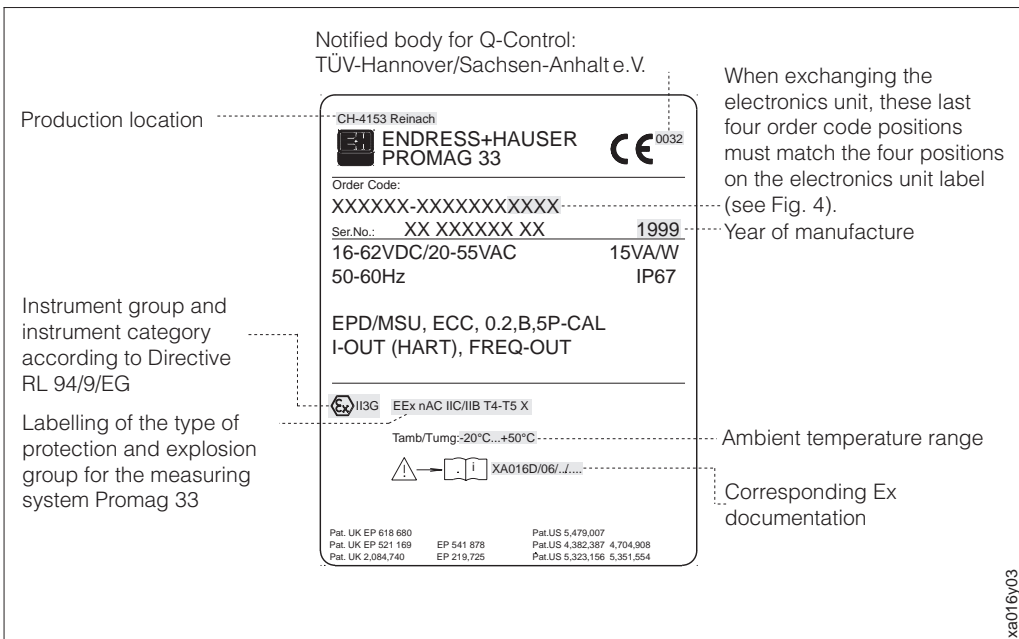 Notified body for Q-Control:
TÜV-Hannover/Sachsen-Anhalt e.V.
When exchanging the
electronics unit, these last
four order code positions
must match the four positions
on the electronics unit label
(see Fig. 4).
Year of manufacture
Production location
CH-4153 Reinach
E+H ENDRESS+HAUSER
PROMAG 33
CE 0032
Order Code:
XXXXXX-XXXXXXXXXXX
Ser.No.: XX XXXXXX XX 1999
16-62VDC/20-55VAC 15VA/W
50-60Hz IP67
Instrument group and
instrument category
according to Directive
RL 94/9/EG
EPD/MSU, ECC, 0.2,B,5P-CAL
I-OUT (HART), FREQ-OUT
Labelling of the type of
protection and explosion
group for the measuring
system Promag 33
Ex II3G EEx nAC IIC/IIB T4-T5 X
Tamb/Tumg:-20°C...+50°C
Ambient temperature range
i XA016D/06/../....
Corresponding Ex
documentation
Pat. UK EP 618 680 Pat.US 5,479,007
Pat. UK EP 521 169 EP 541 878 Pat.US 4,382,387 4,704,908
Pat. UK 2,084,740 EP 219,725 Pat.US 5,323,156 5,351,554
xa016y03